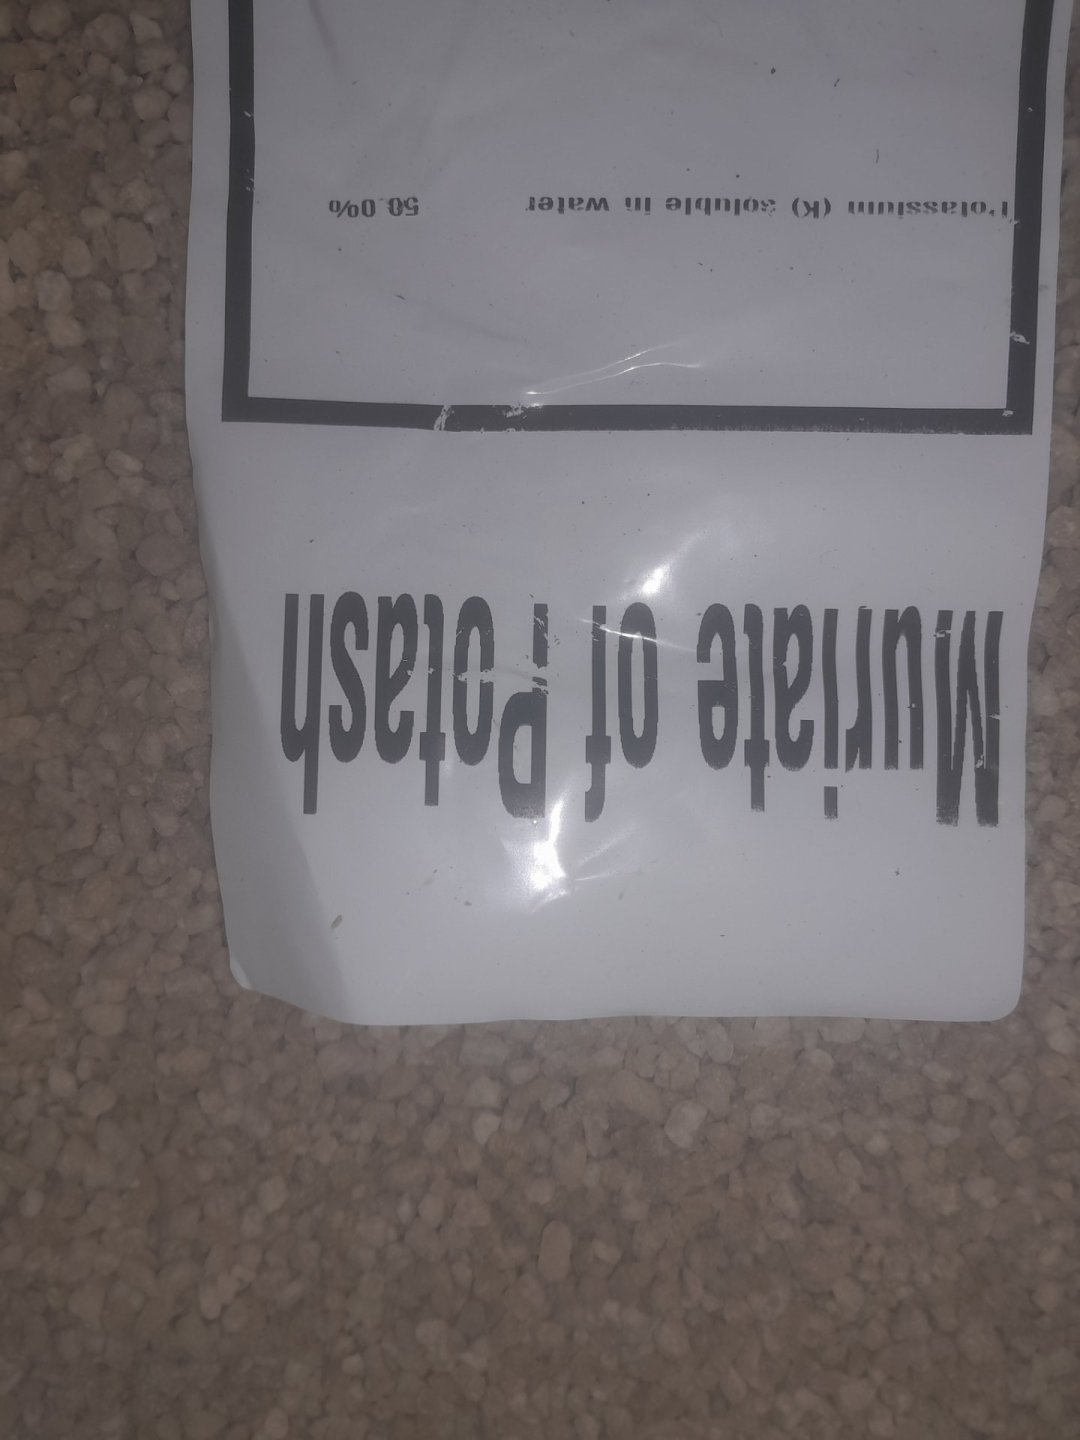 Muriate of Potash
Potassium (K) soluble in water 50.0%